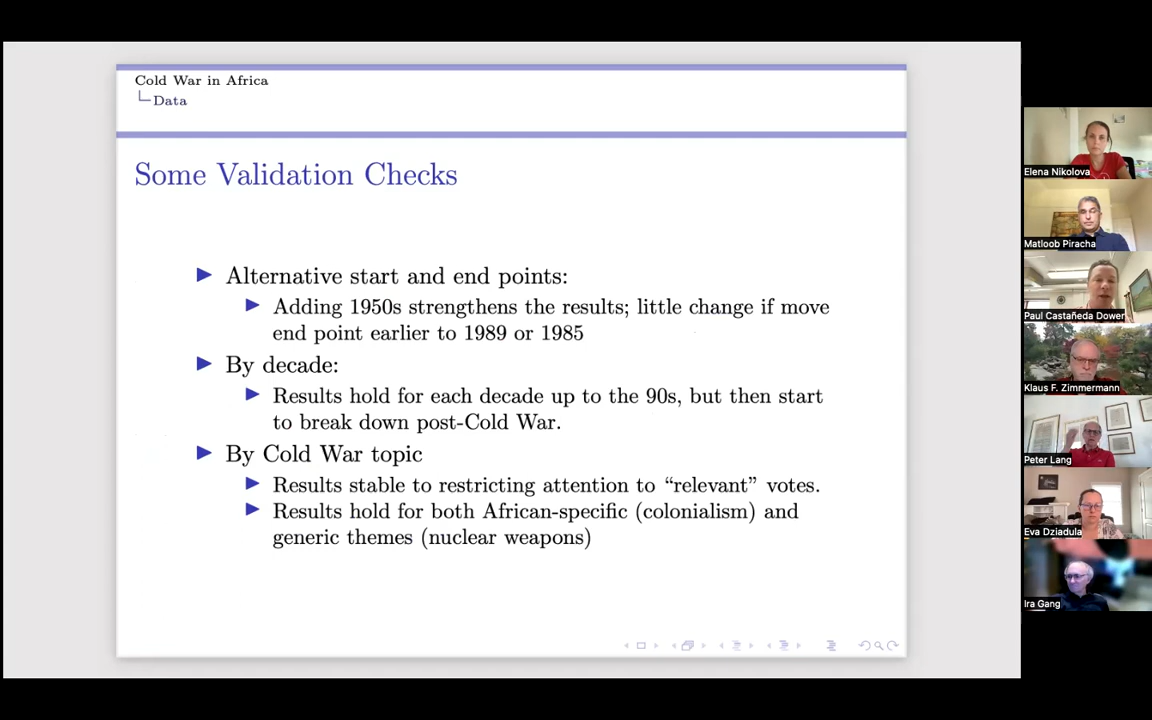 Cold War in Africa
Data
Some Validation Checks
Alternative start and end points:
Adding 1950s strengthens the results; little change if move
end point earlier to 1989 or 1985
By decade:
Results hold for each decade up to the 90s, but then start
to break down post-Cold War.
By Cold War topic
Results stable to restricting attention to “relevant” votes.
Results hold for both African-specific (colonialism) and
generic themes (nuclear weapons)
Elena Nikolova
Matloob Piracha
Paul Castañeda Dower
Klaus F. Zimmermann
Peter Lang
Eva Dziadula
Ira Gang